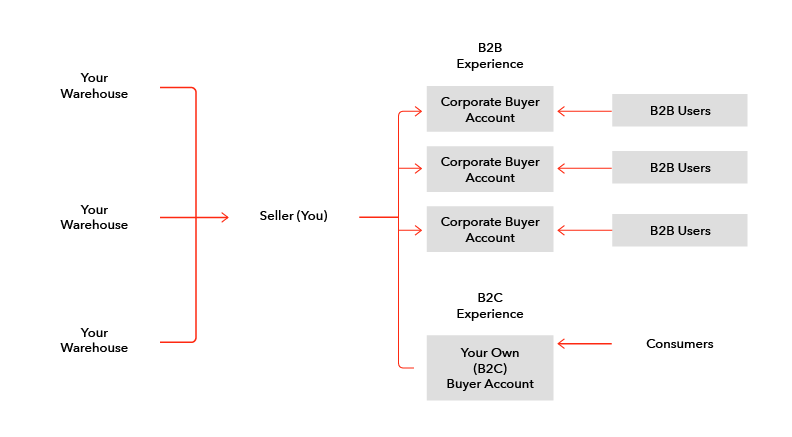 Your
Warehouse
Your
Warehouse
Your
Warehouse
Seller (You)
B2B
Experience
Corporate Buyer
Account
B2B Users
Corporate Buyer
Account
B2B Users
Corporate Buyer
Account
B2B Users
B2C
Experience
Your Own
(B2C)
Buyer Account
Consumers